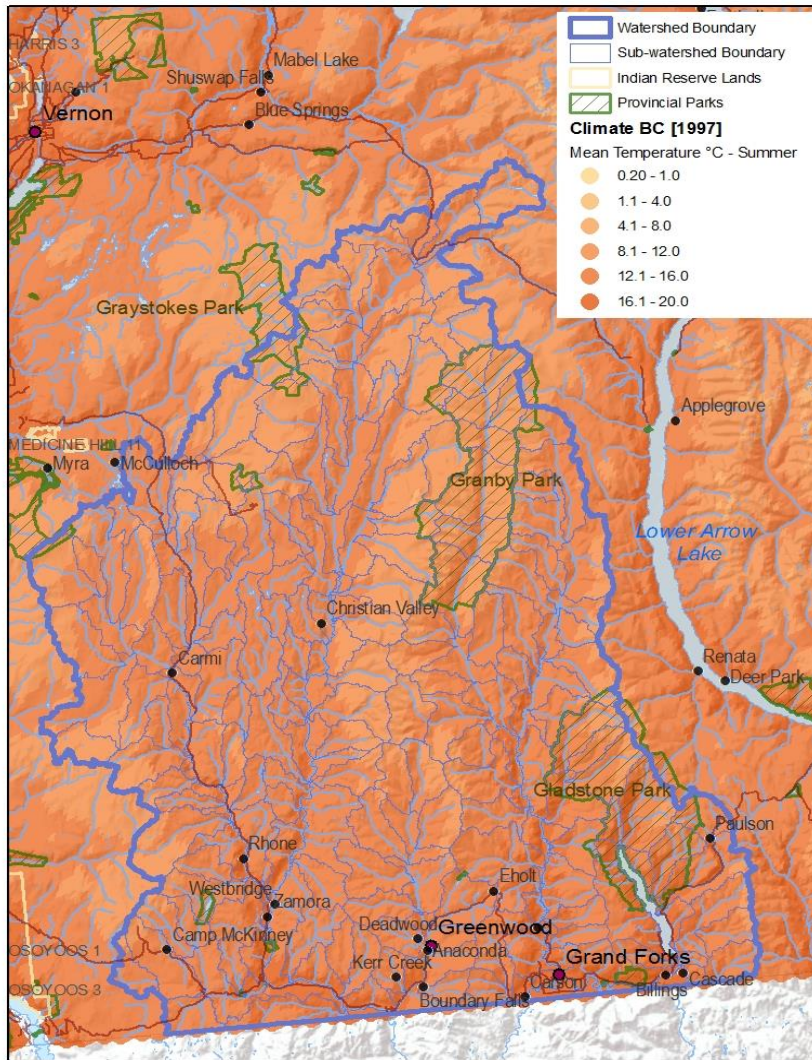 Watershed Boundary
Sub-watershed Boundary
Indian Reserve Lands
Provincial Parks
Climate BC [1997]
Mean Temperature °C - Summer
0.20 - 1.0
1.1 - 4.0
4.1 - 8.0
8.1 - 12.0
12.1 - 16.0
16.1 - 20.0
HARRIS 3
Mabel Lake
Shuswap Falls
OKANAGAN 1
Vernon
Blue Springs
Graystokes Park
Applegrove
MEDICINE HILL 11
Myra
McCulloch
Granby Park
Lower Arrow
Lake
Christian Valley
Carmi
Renata
Deer Park
Gladstone Park
Paulson
Rhone
Eholt
Westbridge
Zamora
Deadwood
Greenwood
Camp McKinney
Anaconda
OSOYOOS 1
Kerr Creek
Grand Forks
Cascade
OSOYOOS 3
Carson
Billings
Boundary Falls